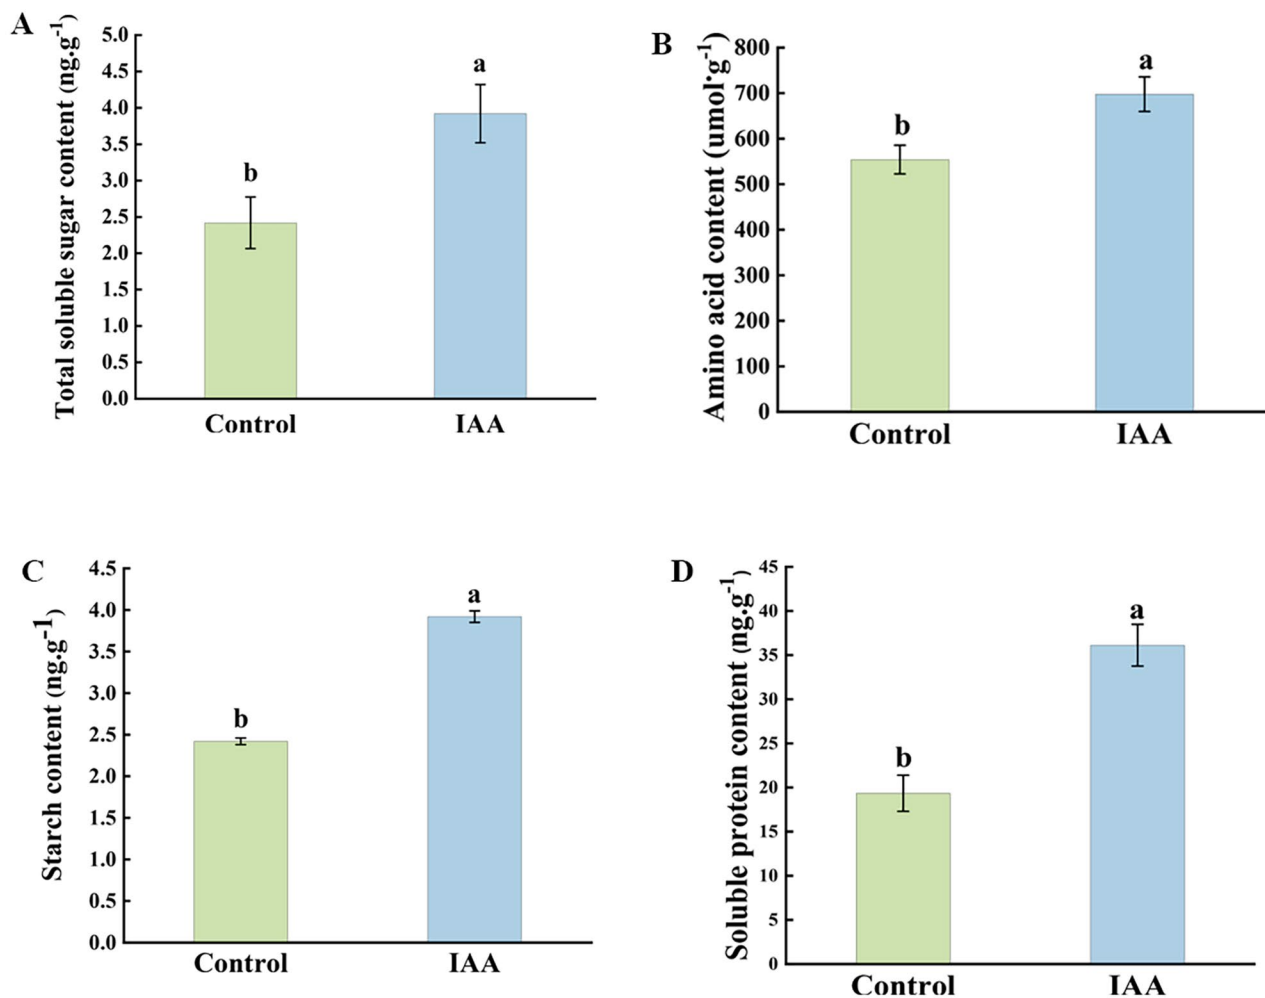 A
Total soluble sugar content (ng.g-1)
5.0
4.5
4.0
3.5
3.0
2.5
2.0
1.5
1.0
0.5
0.0
b
a
Control
IAA
B
Amino acid content (umol·g-1)
800
700
600
500
400
300
200
100
0
b
a
Control
IAA
C
Starch content (ng.g-1)
4.5
4.0
3.5
3.0
2.5
2.0
1.5
1.0
0.5
0.0
b
a
Control
IAA
D
Soluble protein content (ng.g-1)
45
40
35
30
25
20
15
10
5
0
b
a
Control
IAA